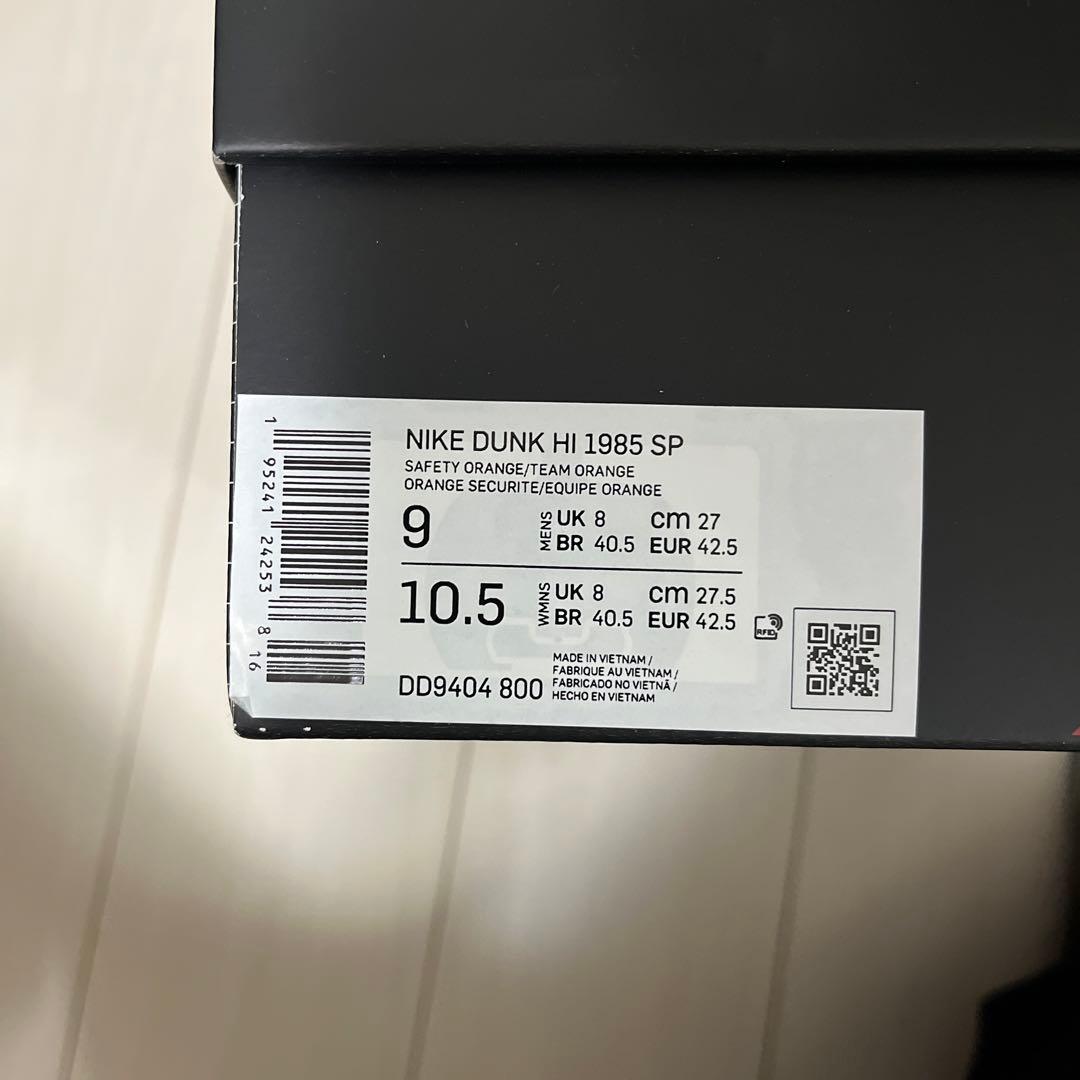 1 95241 24253 8 16
NIKE DUNK HI 1985 SP
SAFETY ORANGE/TEAM ORANGE
ORANGE SECURITE/EQUIPE ORANGE
9
MENS
UK 8 cm 27
BR 40.5 EUR 42.5
10.5
WMNS
UK 8 cm 27.5
BR 40.5 EUR 42.5
RFID
DD9404 800
MADE IN VIETNAM /
FABRIQUE AU VIETNAM /
FABRICADO NO VIETNÃ /
HECHO EN VIETNAM